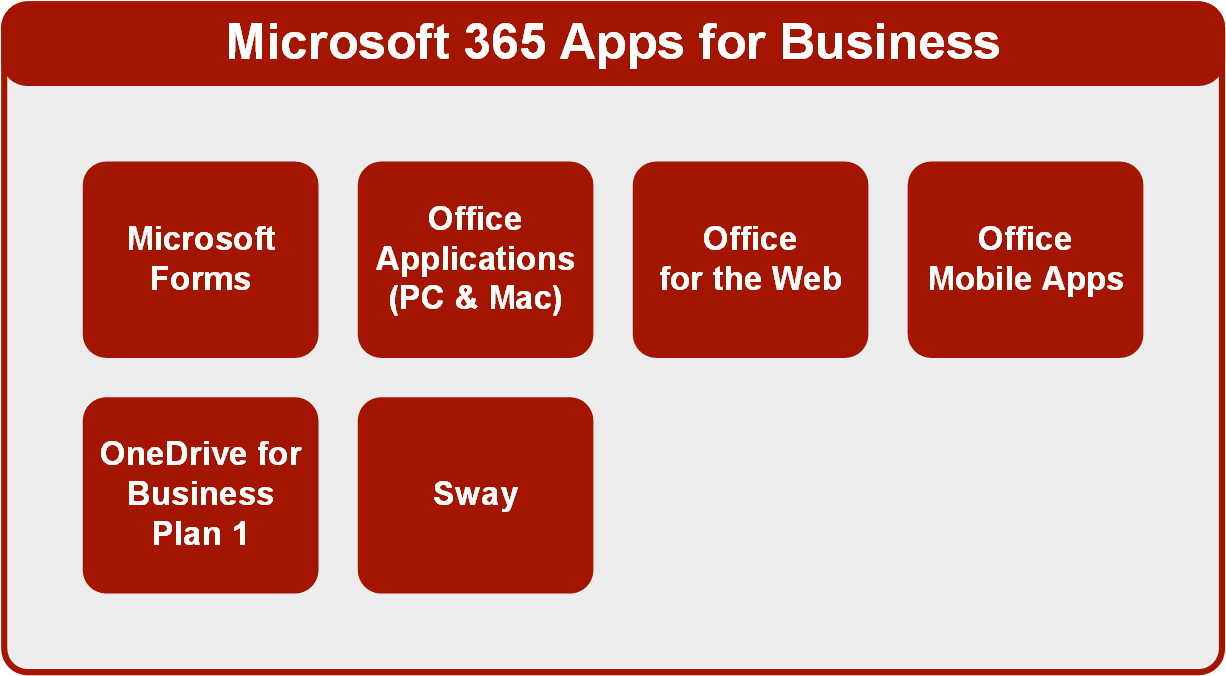 Microsoft 365 Apps for Business
Microsoft
Forms
Office
Applications
(PC & Mac)
Office
for the Web
Office
Mobile Apps
OneDrive for
Business
Plan 1
Sway